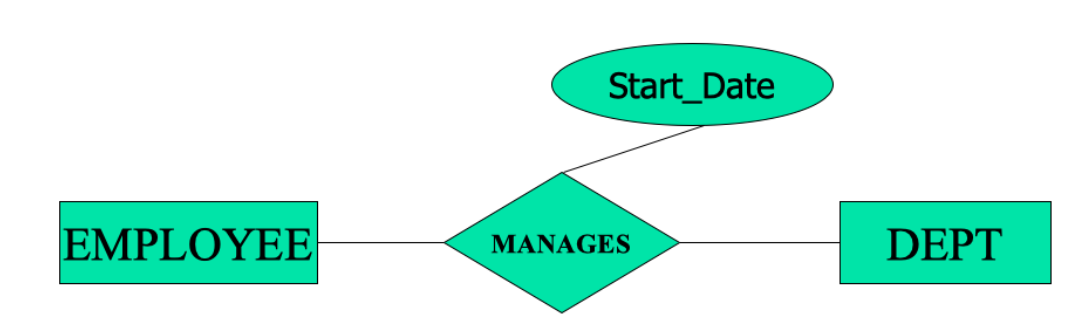 Start_Date
EMPLOYEE
MANAGES
DEPT